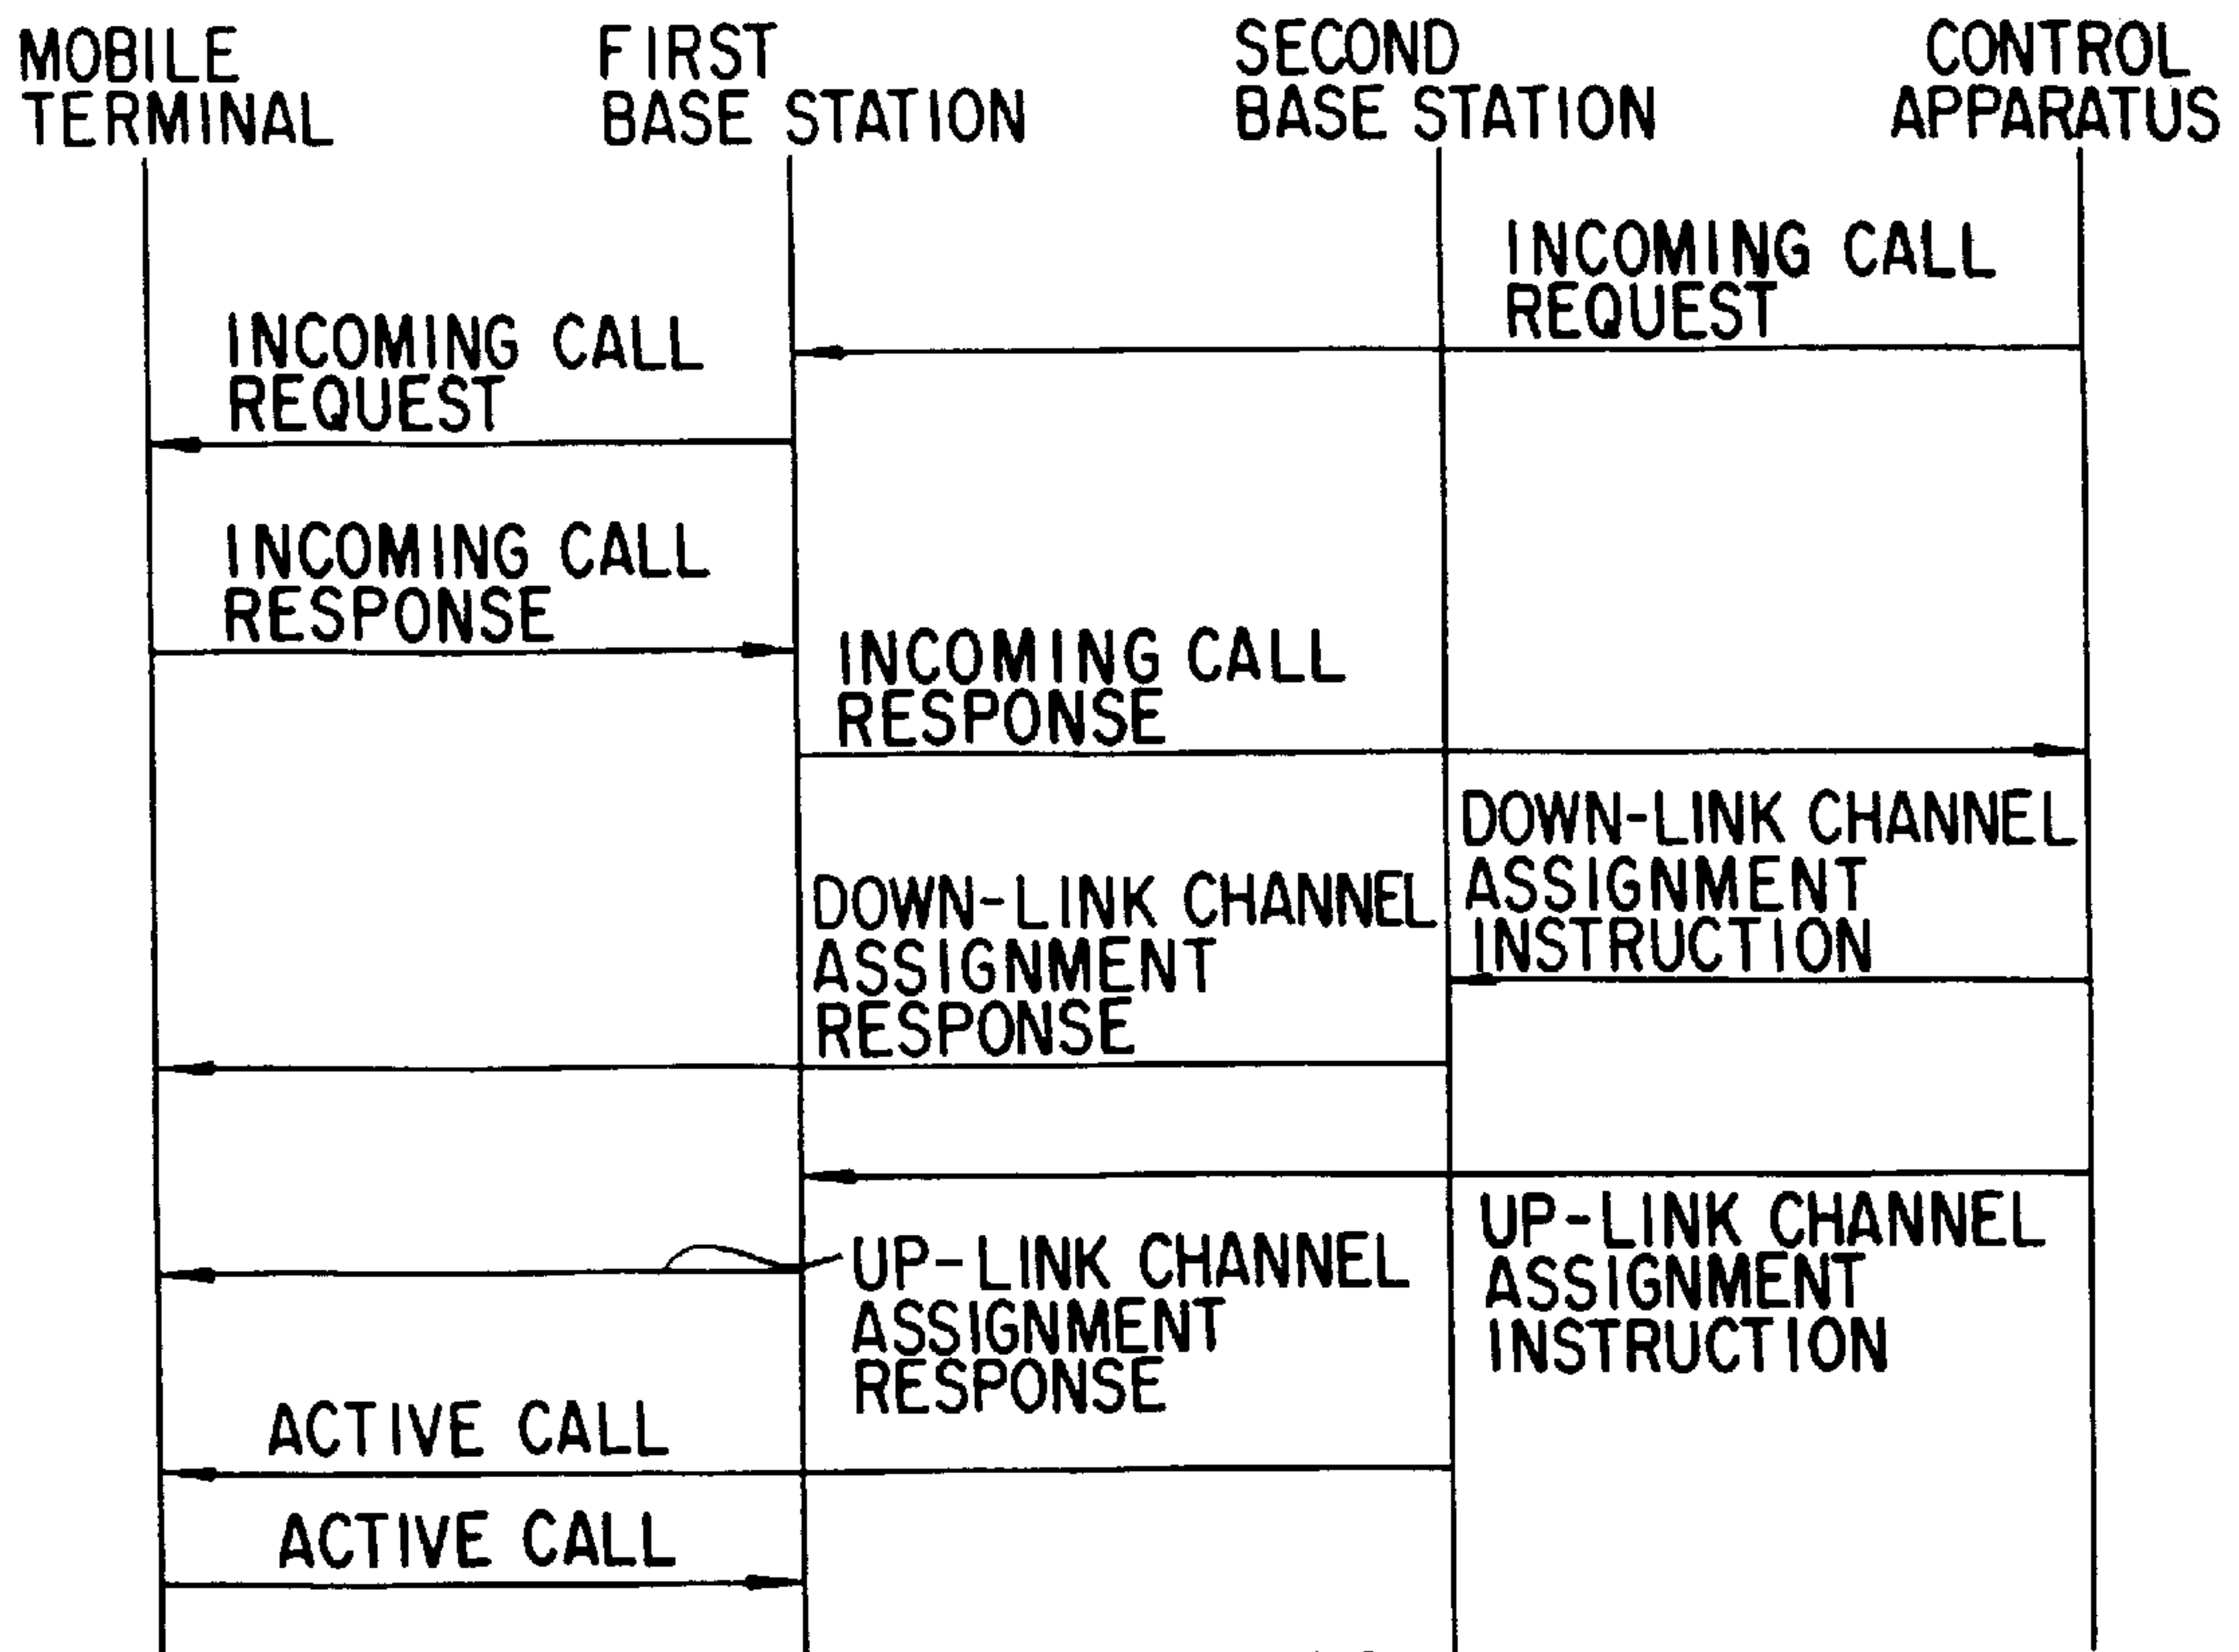 MOBILE
TERMINAL
FIRST
BASE STATION
SECOND
BASE STATION
CONTROL
APPARATUS
INCOMING CALL
REQUEST
INCOMING CALL
REQUEST
INCOMING CALL
RESPONSE
INCOMING CALL
RESPONSE
DOWN-LINK CHANNEL
ASSIGNMENT
INSTRUCTION
DOWN-LINK CHANNEL
ASSIGNMENT
RESPONSE
UP-LINK CHANNEL
ASSIGNMENT
INSTRUCTION
UP-LINK CHANNEL
ASSIGNMENT
RESPONSE
ACTIVE CALL
ACTIVE CALL